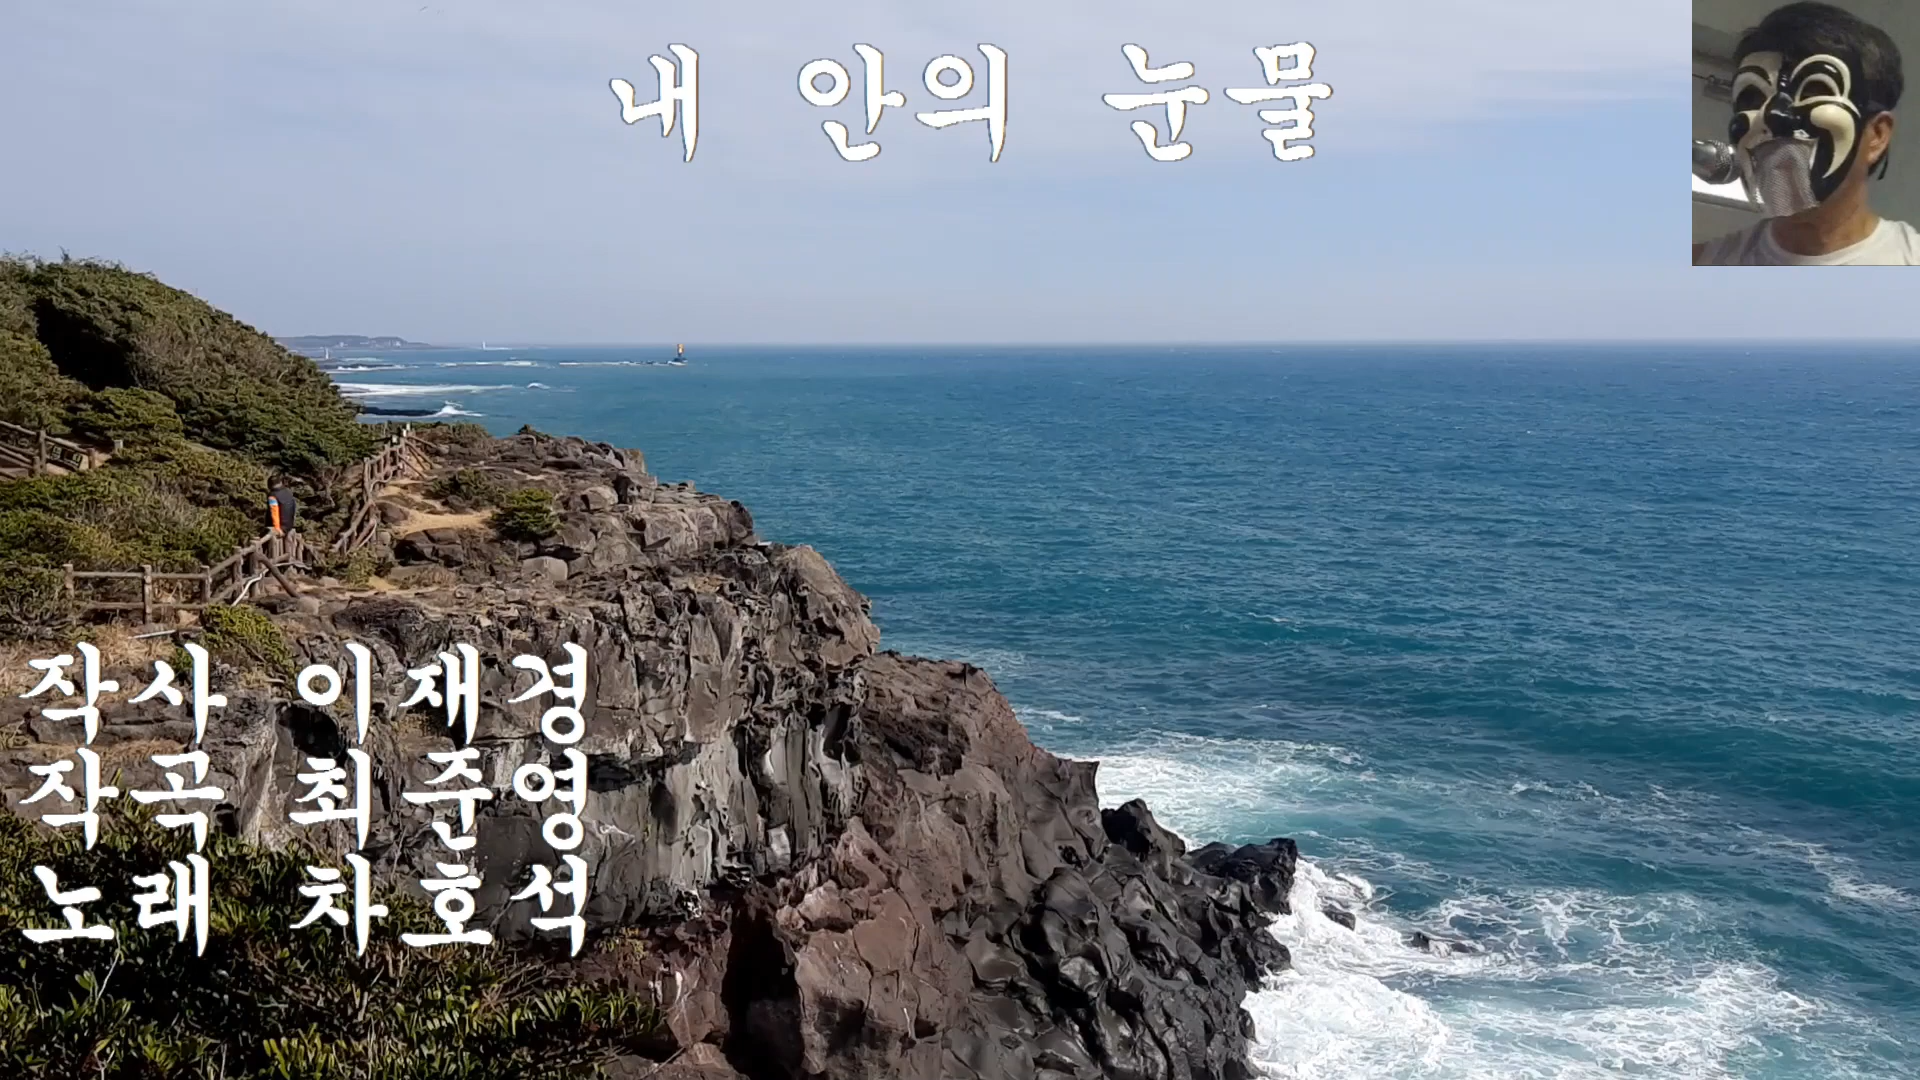 내 안의 눈물
작사 이재경
작곡 최준영
노래 차호석